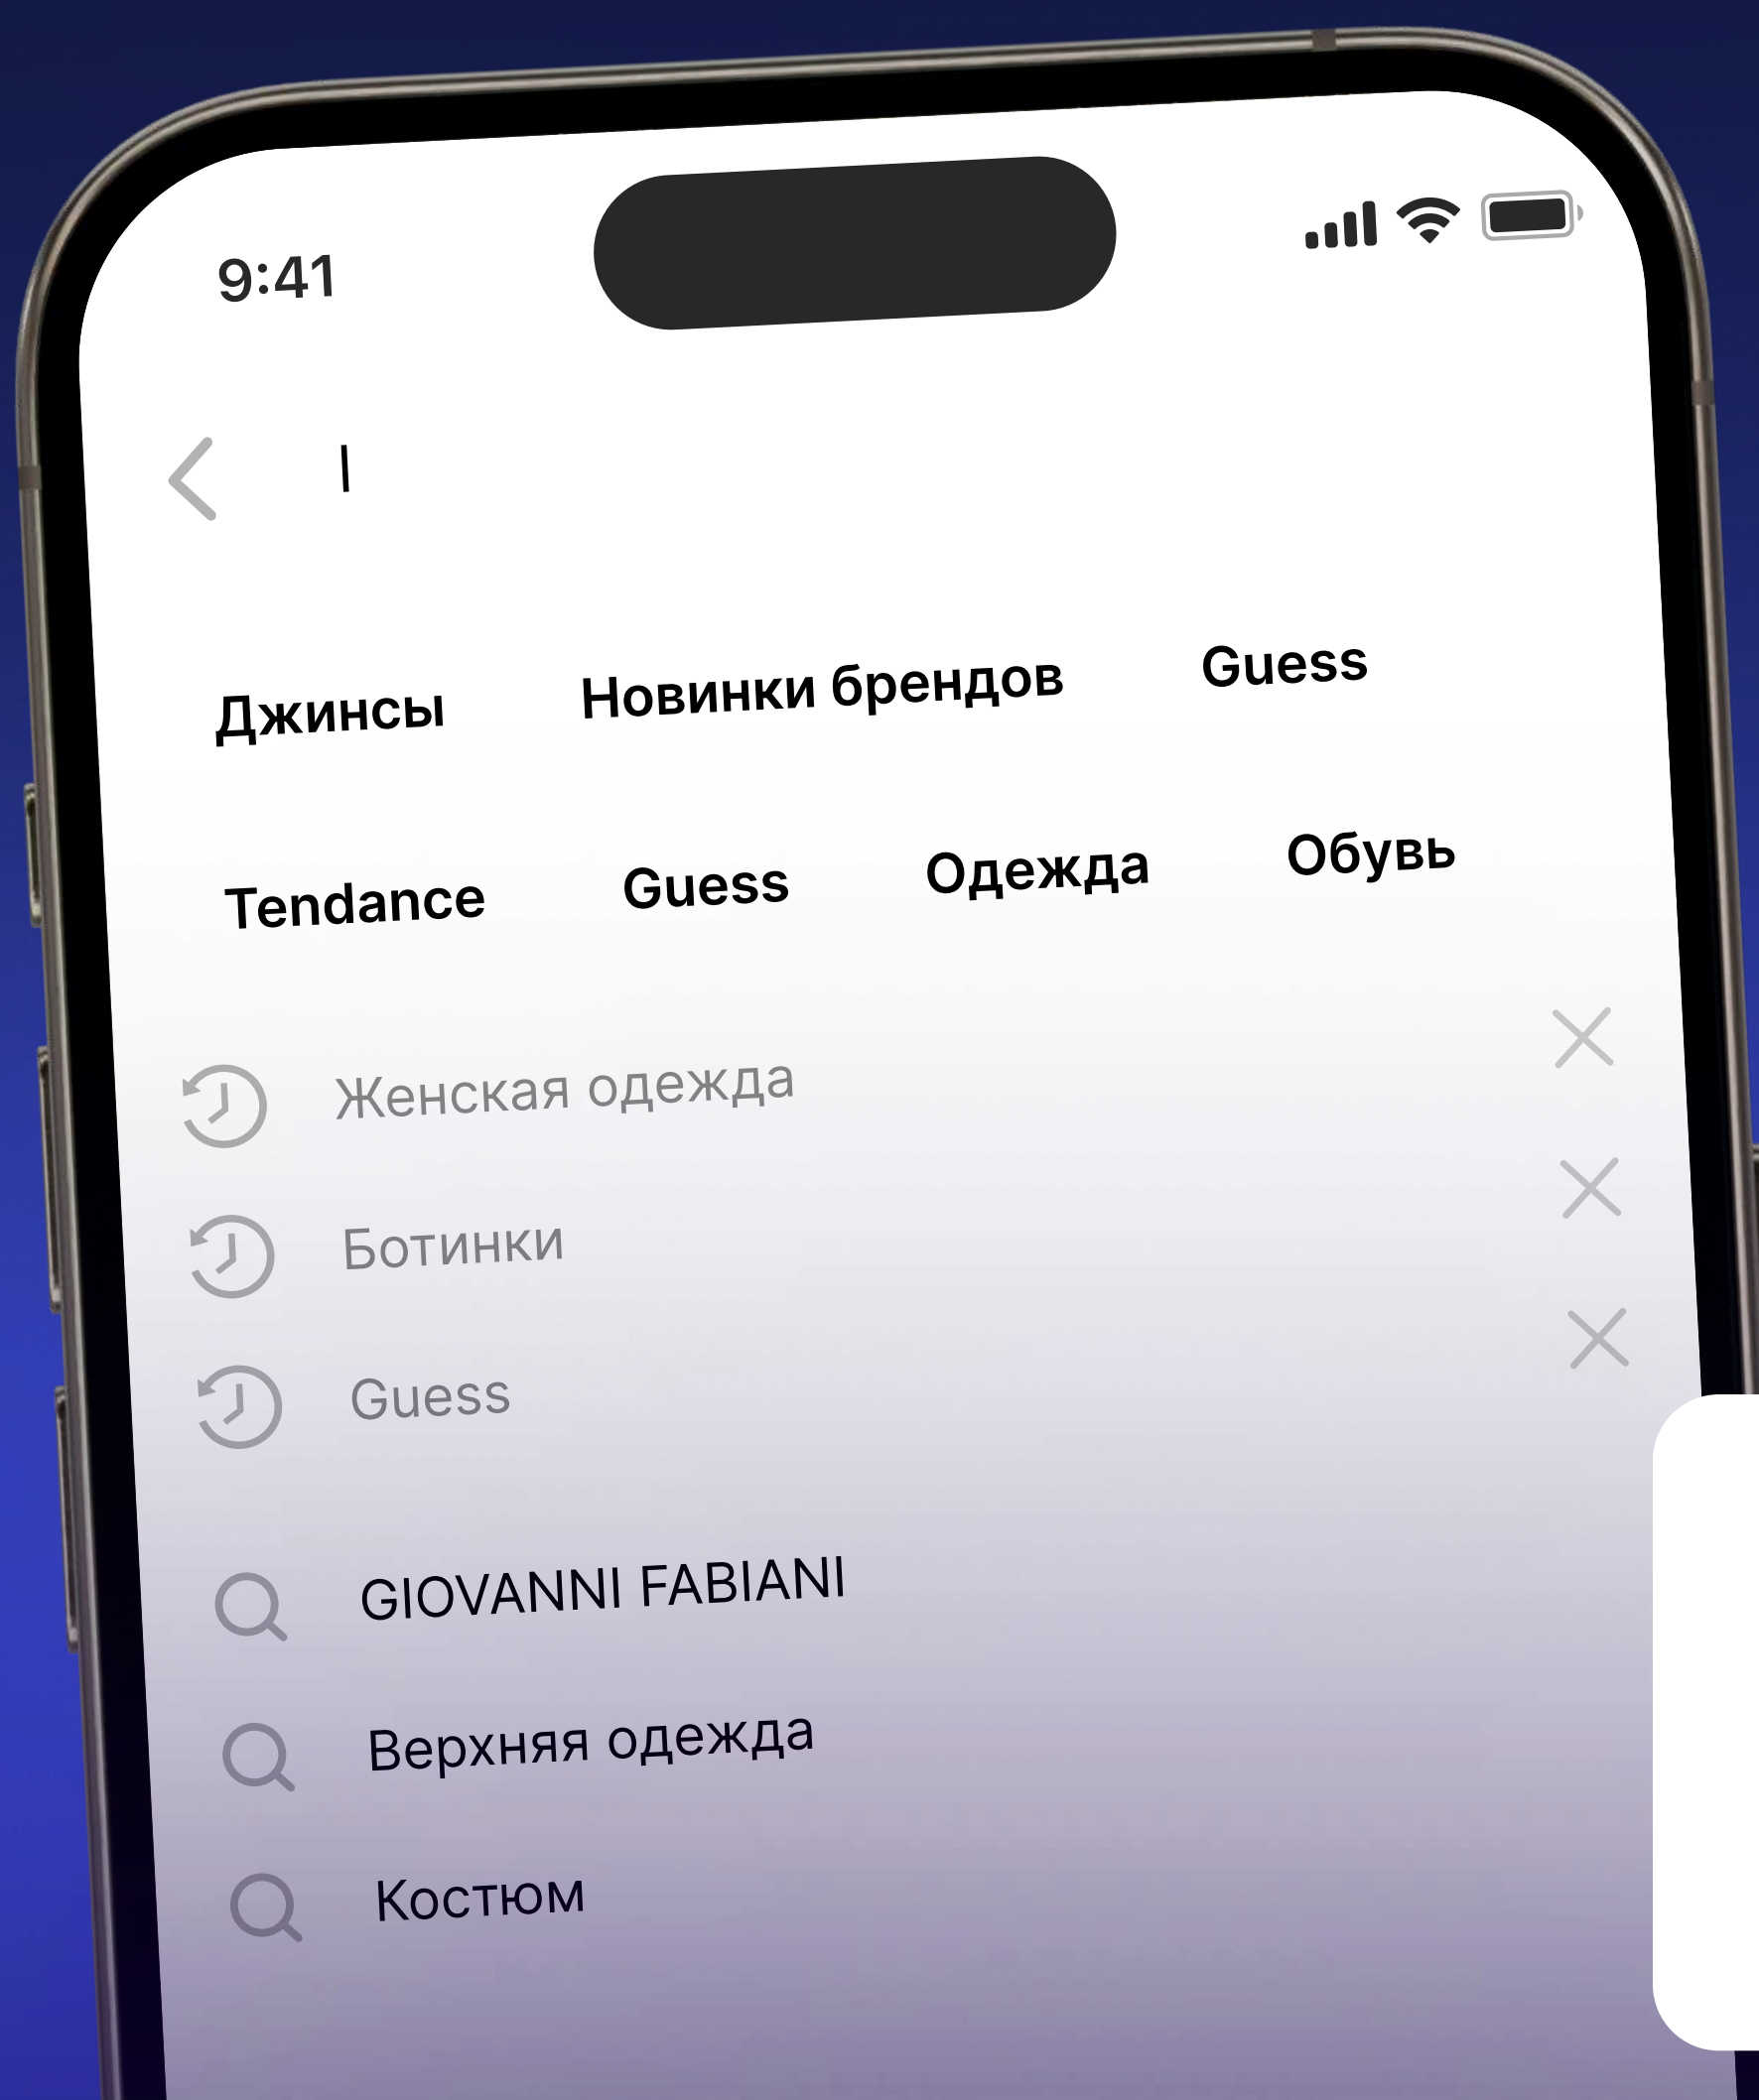 9:41
Джинсы Новинки брендов Guess
Tendance Guess Одежда Обувь
Женская одежда
Ботинки
Guess
GIOVANNI FABIANI
Верхняя одежда
Костюм